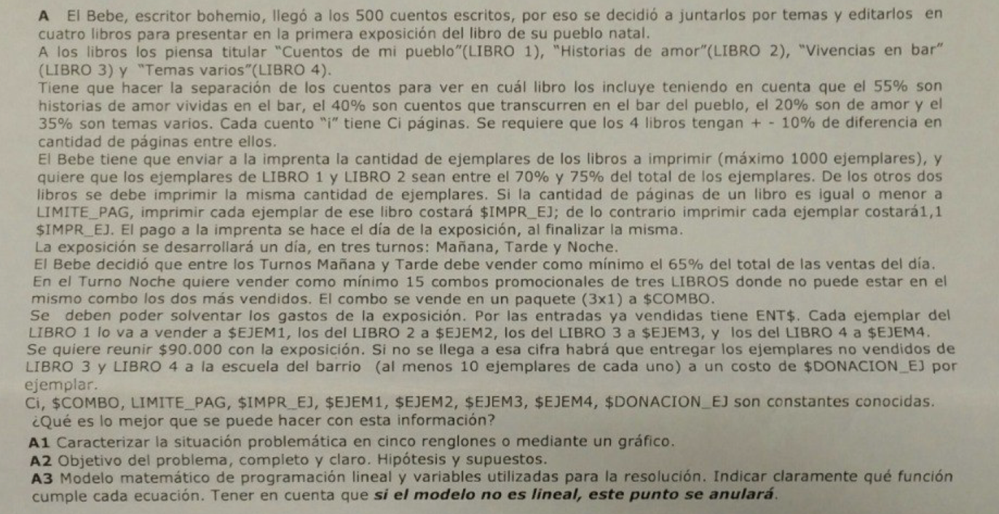 A El Bebe, escritor bohemio, llegó a los 500 cuentos escritos, por eso se decidió a juntarlos por temas y editarlos en
cuatro libros para presentar en la primera exposición del libro de su pueblo natal.
A los libros los piensa titular "Cuentos de mi pueblo"(LIBRO 1), "Historias de amor"(LIBRO 2), "Vivencias en bar"
(LIBRO 3) y "Temas varios"(LIBRO 4).
Tiene que hacer la separación de los cuentos para ver en cuál libro los incluye teniendo en cuenta que el 55% son
historias de amor vividas en el bar, el 40% son cuentos que transcurren en el bar del pueblo, el 20% son de amor y el
35% son temas varios. Cada cuento "i" tiene Ci páginas. Se requiere que los 4 libros tengan + - 10% de diferencia en
cantidad de páginas entre ellos.
El Bebe tiene que enviar a la imprenta la cantidad de ejemplares de los libros a imprimir (máximo 1000 ejemplares), y
quiere que los ejemplares de LIBRO 1 y LIBRO 2 sean entre el 70% y 75% del total de los ejemplares. De los otros dos
libros se debe imprimir la misma cantidad de ejemplares. Si la cantidad de páginas de un libro es igual o menor a
LIMITE_PAG, imprimir cada ejemplar de ese libro costará $IMPR_EJ; de lo contrario imprimir cada ejemplar costará1,1
$IMPR_EJ. El pago a la imprenta se hace el día de la exposición, al finalizar la misma.
La exposición se desarrollará un día, en tres turnos: Mañana, Tarde y Noche.
El Bebe decidió que entre los Turnos Mañana y Tarde debe vender como mínimo el 65% del total de las ventas del día.
En el Turno Noche quiere vender como mínimo 15 combos promocionales de tres LIBROS donde no puede estar en el
mismo combo los dos más vendidos. El combo se vende en un paquete (3x1) a $COMBO.
Se deben poder solventar los gastos de la exposición. Por las entradas ya vendidas tiene ENT$. Cada ejemplar del
LIBRO 1 lo va a vender a $EJEM1, los del LIBRO 2 a $EJEM2, los del LIBRO 3 a $EJEM3, y los del LIBRO 4 a $EJEM4.
Se quiere reunir $90.000 con la exposición. Si no se llega a esa cifra habrá que entregar los ejemplares no vendidos de
LIBRO 3 y LIBRO 4 a la escuela del barrio (al menos 10 ejemplares de cada uno) a un costo de $DONACION_EJ por
ejemplar.
Ci, $COMBO, LIMITE_PAG, $IMPR_EJ, $EJEM1, $EJEM2, $EJEM3, $EJEM4, $DONACION_EJ son constantes conocidas.
¿Qué es lo mejor que se puede hacer con esta información?
A1 Caracterizar la situación problemática en cinco renglones o mediante un gráfico.
A2 Objetivo del problema, completo y claro. Hipótesis y supuestos.
A3 Modelo matemático de programación lineal y variables utilizadas para la resolución. Indicar claramente qué función
cumple cada ecuación. Tener en cuenta que si el modelo no es lineal, este punto se anulará.